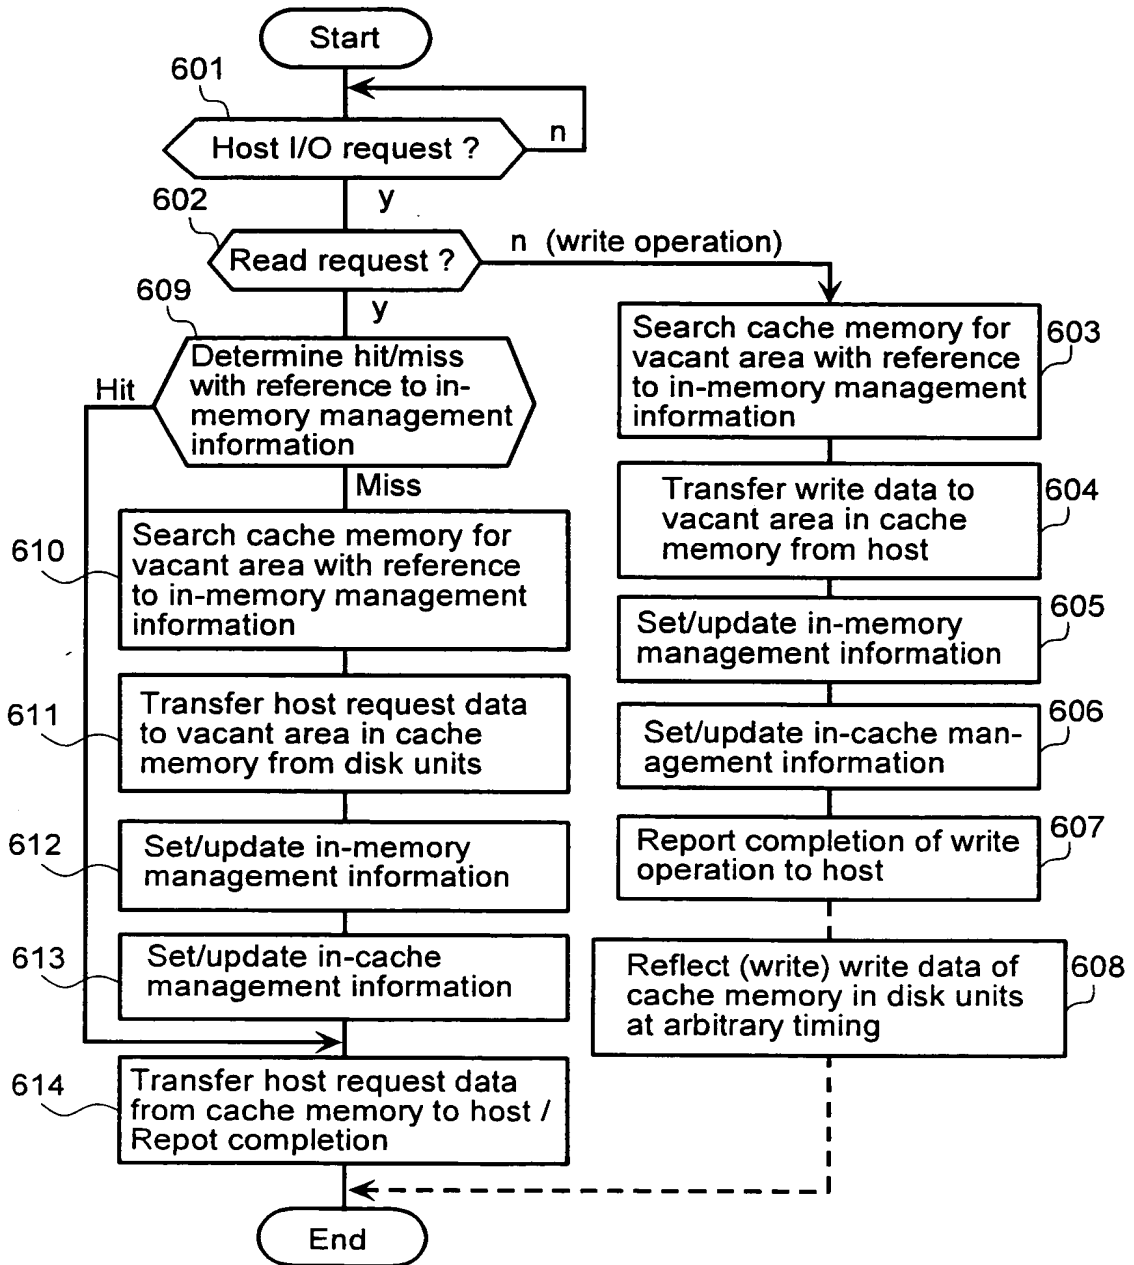 Start
601
Host I/O request ?
n
y
602
Read request ?
n (write operation)
y
609
Determine hit/miss
with reference to in-
memory management
information
Hit
Miss
610
Search cache memory for
vacant area with reference
to in-memory management
information
611
Transfer host request data
to vacant area in cache
memory from disk units
612
Set/update in-memory
management information
613
Set/update in-cache
management information
614
Transfer host request data
from cache memory to host /
Repot completion
Search cache memory for
vacant area with reference
to in-memory management
information
603
Transfer write data to
vacant area in cache
memory from host
604
Set/update in-memory
management information
605
Set/update in-cache man-
agement information
606
Report completion of write
operation to host
607
Reflect (write) write data of
cache memory in disk units
at arbitrary timing
608
End